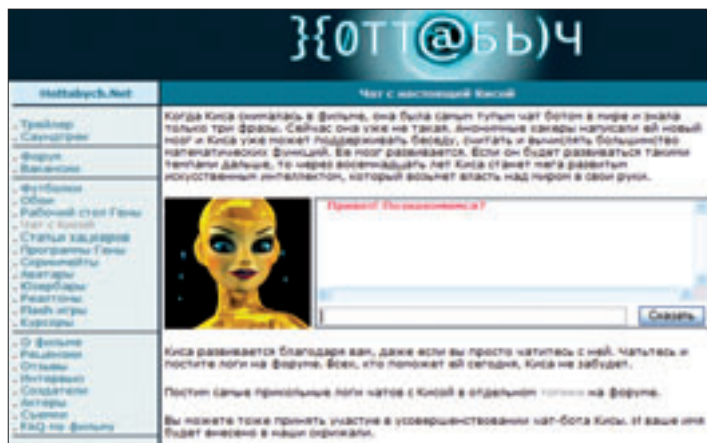 }{0ТТ@БЬ)Ч
Hottabych.Net
Чат с настоящей Кисой
Трейлер
Саундтрек
Форум
Вакансии
Футболки
Обои
Рабочий стол Гены
Чат с Кисой
Статьи хацкеров
Программы Гены
Скринмейты
Аватары
Юзербары
Реалтоны
Flash игры
Курсоры
О фильме
Рецензии
Отзывы
Интервью
Создатели
Актеры
Съемки
FAQ по фильму
Когда Киса снималась в фильме, она была самым тупым чат ботом в мире и знала
только три фразы. Сейчас она уже не такая. Анонимные хакеры написали ей новый
мозг и Киса уже может поддерживать беседу, считать и вычислять большинство
математических функций. Ее мозг развивается. Если он будет развиваться такими
темпами дальше, то через восемнадцать лет Киса станет мега развитым
искусственным интеллектом, который возьмет власть над миром в свои руки.
Привет! Познакомимся?
Сказать
Киса развивается благодаря вам, даже если вы просто чатитесь с ней. Чатьтесь и
постите логи на форуме. Всех, кто поможет ей сегодня, Киса не забудет.
Постим самые прикольные логи чатов с Кисой в отдельном топике на форуме.
Вы можете тоже принять участие в усовершенствовании чат-бота Кисы. И ваше имя
будет внесено в наши скрижали.